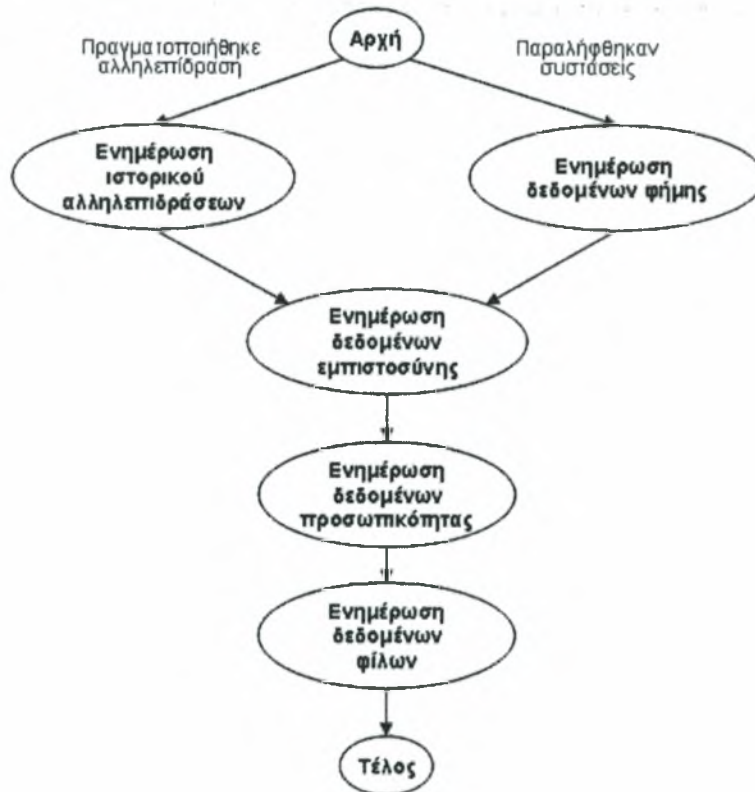 Αρχή
Πραγματοποιήθηκε
αλληλεπίδραση
Παραλήφθηκαν
συστάσεις
Ενημέρωση
ιστορικού
αλληλεπιδράσεων
Ενημέρωση
δεδομένων φήμης
Ενημέρωση
δεδομένων
εμπιστοσύνης
Ενημέρωση
δεδομένων
προσωπικότητας
Ενημέρωση
δεδομένων
φίλων
Τέλος